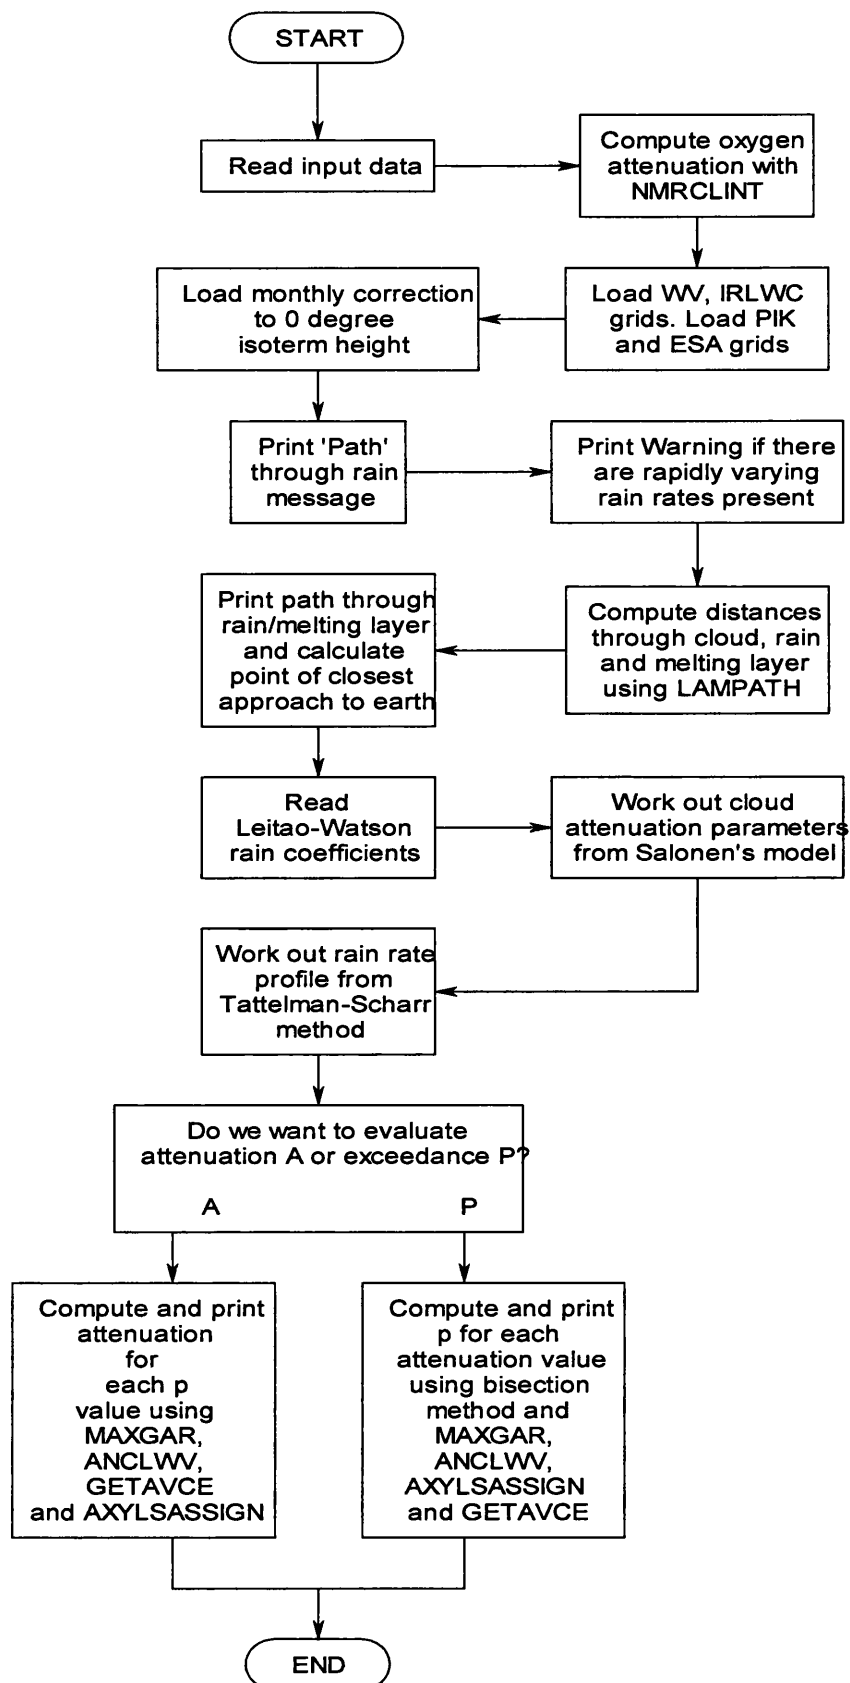 START
Read input data
Compute oxygen
attenuation with
NMRCLINT
Load WV, IRLWC
grids. Load PIK
and ESA grids
Load monthly correction
to 0 degree
isoterm height
Print 'Path'
through rain
message
Print Warning if there
are rapidly varying
rain rates present
Compute distances
through cloud, rain
and melting layer
using LAMPATH
Print path through
rain/melting layer
and calculate
point of closest
approach to earth
Read
Leitao-Watson
rain coefficients
Work out cloud
attenuation parameters
from Salonen's model
Work out rain rate
profile from
Tattelman-Scharr
method
Do we want to evaluate
attenuation A or exceedance P?
A P
Compute and print
attenuation
for
each p
value using
MAXGAR,
ANCLWV,
GETAVCE
and AXYLSASSIGN
Compute and print
p for each
attenuation value
using bisection
method and
MAXGAR,
ANCLWV,
AXYLSASSIGN
and GETAVCE
END